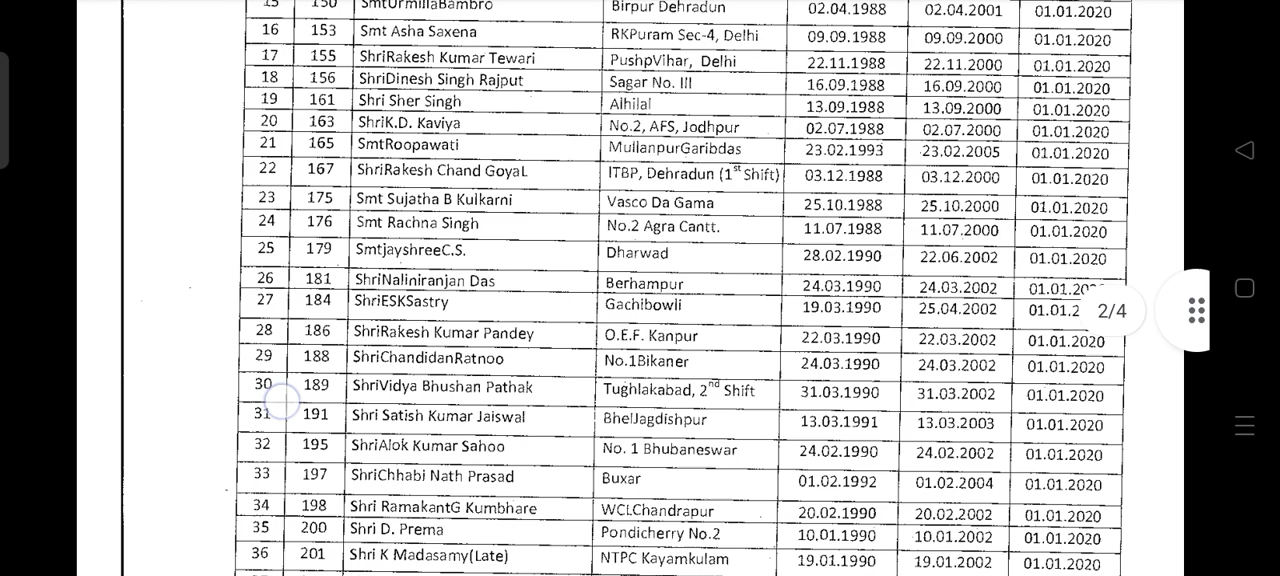 15 150 SmtUrmillaBambro Birpur Dehradun 02.04.1988 02.04.2001 01.01.2020
16 153 Smt Asha Saxena RKPuram Sec-4, Delhi 09.09.1988 09.09.2000 01.01.2020
17 155 ShriRakesh Kumar Tewari PushpVihar, Delhi 22.11.1988 22.11.2000 01.01.2020
18 156 ShriDinesh Singh Rajput Sagar No. III 16.09.1988 16.09.2000 01.01.2020
19 161 Shri Sher Singh Alhilal 13.09.1988 13.09.2000 01.01.2020
20 163 ShriK.D. Kaviya No.2, AFS, Jodhpur 02.07.1988 02.07.2000 01.01.2020
21 165 SmtRoopawati MullanpurGaribdas 23.02.1993 23.02.2005 01.01.2020
22 167 ShriRakesh Chand Goyal ITBP, Dehradun (1st Shift) 03.12.1988 03.12.2000 01.01.2020
23 175 Smt Sujatha B Kulkarni Vasco Da Gama 25.10.1988 25.10.2000 01.01.2020
24 176 Smt Rachna Singh No.2 Agra Cantt. 11.07.1988 11.07.2000 01.01.2020
25 179 SmtjayshreeC.S. Dharwad 28.02.1990 22.06.2002 01.01.2020
26 181 ShriNaliniranjan Das Berhampur 24.03.1990 24.03.2002 01.01.20
27 184 ShriESKSastry Gachibowli 19.03.1990 25.04.2002 01.01.2
2/4
28 186 ShriRakesh Kumar Pandey O.E.F. Kanpur 22.03.1990 22.03.2002 01.01.2020
29 188 ShriChandidanRatnoo No.1Bikaner 24.03.1990 24.03.2002 01.01.2020
30 189 ShriVidya Bhushan Pathak Tughlakabad, 2nd Shift 31.03.1990 31.03.2002 01.01.2020
31 191 Shri Satish Kumar Jaiswal BhelJagdishpur 13.03.1991 13.03.2003 01.01.2020
32 195 ShriAlok Kumar Sahoo No. 1 Bhubaneswar 24.02.1990 24.02.2002 01.01.2020
33 197 ShriChhabi Nath Prasad Buxar 01.02.1992 01.02.2004 01.01.2020
34 198 Shri RamakantG Kumbhare WCLChandrapur 20.02.1990 20.02.2002 01.01.2020
35 200 Shri D. Prema Pondicherry No.2 10.01.1990 10.01.2002 01.01.2020
36 201 Shri K Madasamy(Late) NTPC Kayamkulam 19.01.1990 19.01.2002 01.01.2020